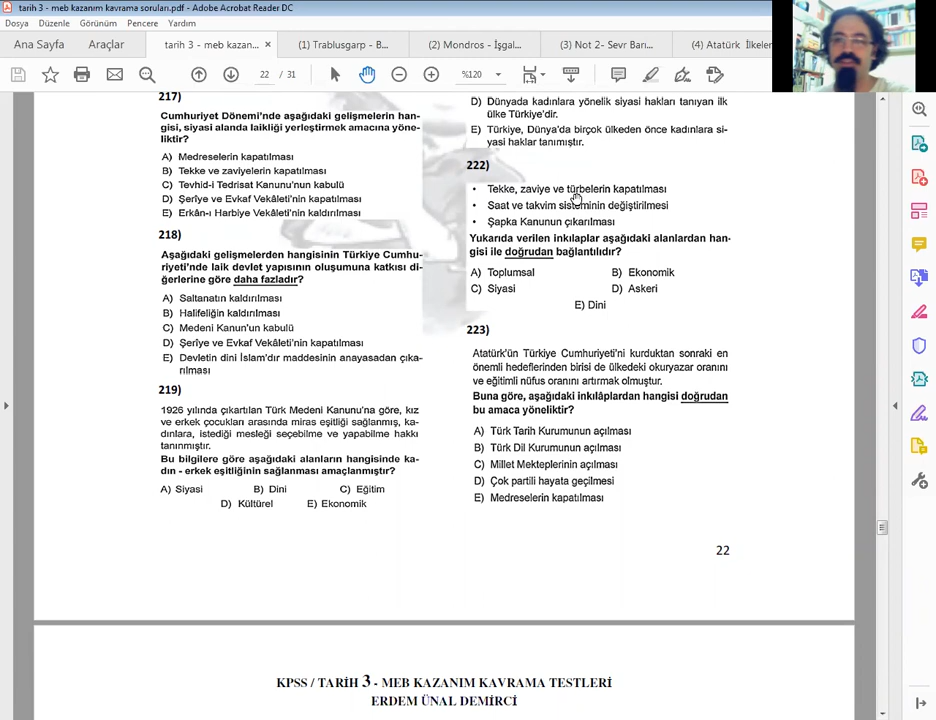 tarih 3 - meb kazanım kavrama soruları.pdf - Adobe Acrobat Reader DC
Dosya Düzenle Görünüm Pencere Yardım
Ana Sayfa Araçlar tarih 3 - meb kazan... × (1) Trablusgarp - B... (2) Mondros - İşgal... (3) Not 2- Sevr Barı... (4) Atatürk İlkeler
22 / 31 %120
217)
Cumhuriyet Dönemi'nde aşağıdaki gelişmelerin han-
gisi, siyasi alanda laikliği yerleştirmek amacına yöne-
liktir?
A) Medreselerin kapatılması
B) Tekke ve zaviyelerin kapatılması
C) Tevhid-i Tedrisat Kanunu'nun kabulü
D) Şerîye ve Evkaf Vekâleti'nin kapatılması
E) Erkân-ı Harbiye Vekâleti'nin kaldırılması
218)
Aşağıdaki gelişmelerden hangisinin Türkiye Cumhu-
riyeti'nde laik devlet yapısının oluşumuna katkısı di-
ğerlerine göre daha fazladır?
A) Saltanatın kaldırılması
B) Halifeliğin kaldırılması
C) Medeni Kanun'un kabulü
D) Şerîye ve Evkaf Vekâleti'nin kapatılması
E) Devletin dini İslam'dır maddesinin anayasadan çıka-
rılması
219)
1926 yılında çıkartılan Türk Medeni Kanunu'na göre, kız
ve erkek çocukları arasında miras eşitliği sağlanmış, ka-
dınlara, istediği mesleği seçebilme ve yapabilme hakkı
tanınmıştır.
Bu bilgilere göre aşağıdaki alanların hangisinde ka-
dın - erkek eşitliğinin sağlanması amaçlanmıştır?
A) Siyasi B) Dini C) Eğitim
D) Kültürel E) Ekonomik
D) Dünyada kadınlara yönelik siyasi hakları tanıyan ilk
ülke Türkiye'dir.
E) Türkiye, Dünya'da birçok ülkeden önce kadınlara si-
yasi haklar tanımıştır.
222)
• Tekke, zaviye ve türbelerin kapatılması
• Saat ve takvim sisteminin değiştirilmesi
• Şapka Kanunun çıkarılması
Yukarıda verilen inkılaplar aşağıdaki alanlardan han-
gisi ile doğrudan bağlantılıdır?
A) Toplumsal B) Ekonomik
C) Siyasi D) Askeri
E) Dini
223)
Atatürk'ün Türkiye Cumhuriyeti'ni kurduktan sonraki en
önemli hedeflerinden birisi de ülkedeki okuryazar oranını
ve eğitimli nüfus oranını artırmak olmuştur.
Buna göre, aşağıdaki inkılâplardan hangisi doğrudan
bu amaca yöneliktir?
A) Türk Tarih Kurumunun açılması
B) Türk Dil Kurumunun açılması
C) Millet Mekteplerinin açılması
D) Çok partili hayata geçilmesi
E) Medreselerin kapatılması
22
KPSS / TARİH 3 - MEB KAZANIM KAVRAMA TESTLERİ
ERDEM ÜNAL DEMİRCİ